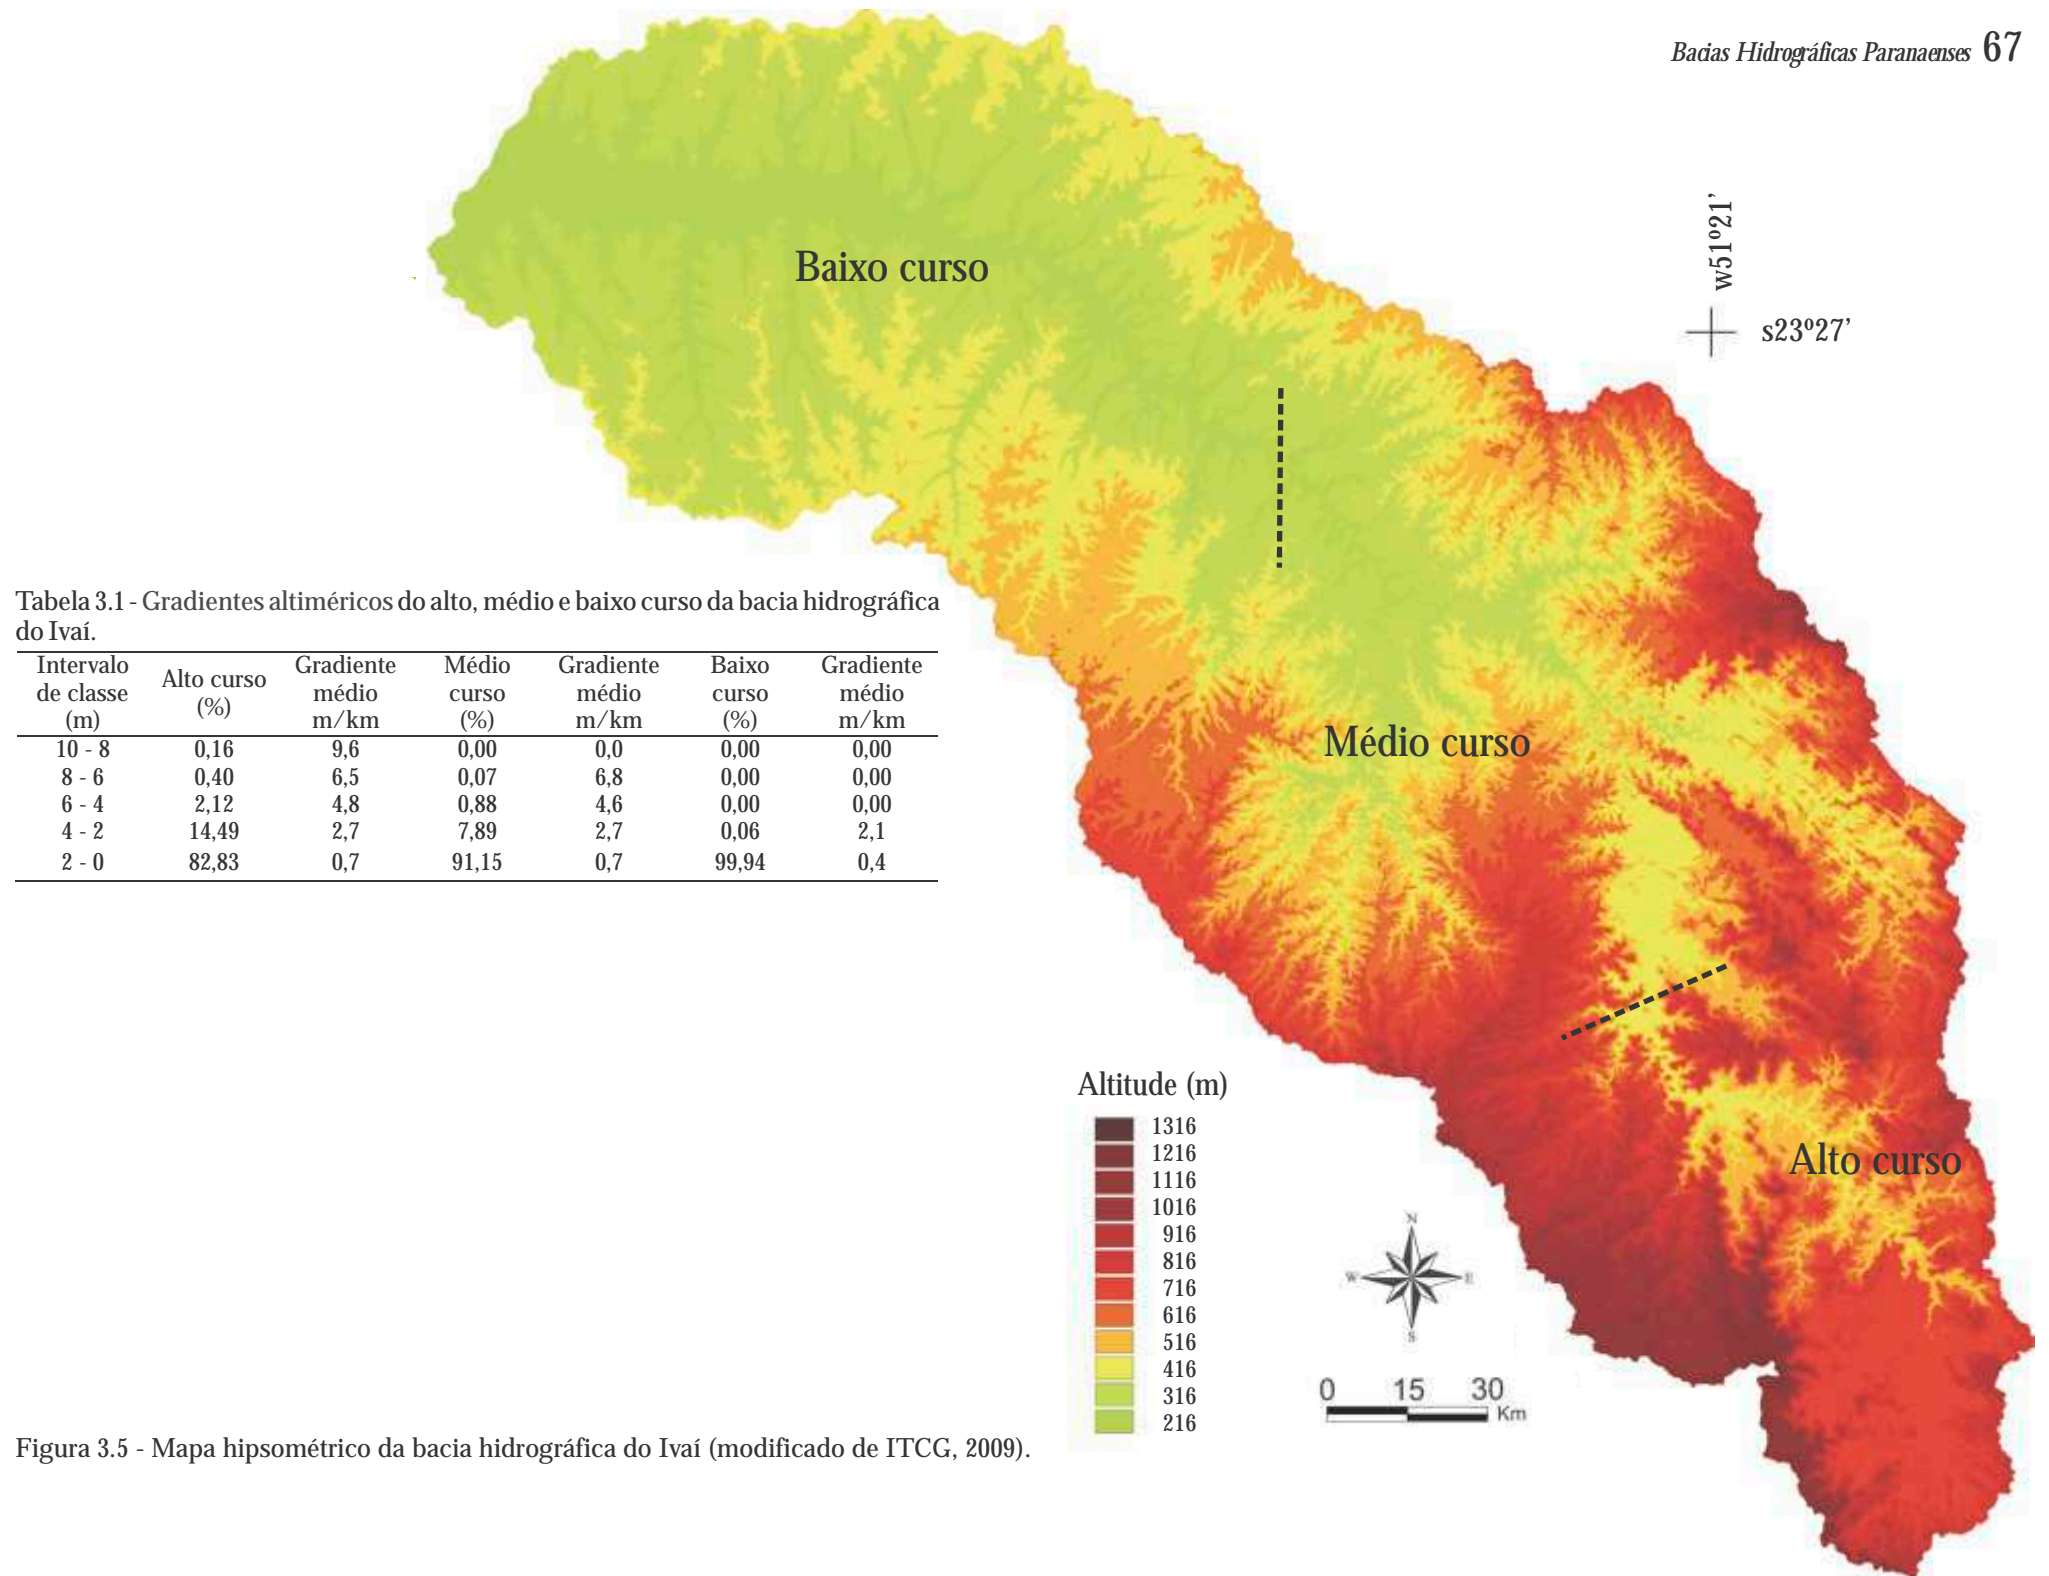 Bacias Hidrográficas Paranaenses 67
Baixo curso
w51º21’
s23º27’
Tabela 3.1 - Gradientes altiméricos do alto, médio e baixo curso da bacia hidrográfica
do Ivaí.
Intervalo de classe (m) Alto curso (%) Gradiente médio m/km Médio curso (%) Gradiente médio m/km Baixo curso (%) Gradiente médio m/km
10 - 8 0,16 9,6 0,00 0,0 0,00 0,00
8 - 6 0,40 6,5 0,07 6,8 0,00 0,00
6 - 4 2,12 4,8 0,88 4,6 0,00 0,00
4 - 2 14,49 2,7 7,89 2,7 0,06 2,1
2 - 0 82,83 0,7 91,15 0,7 99,94 0,4
Médio curso
Alto curso
Altitude (m)
1316
1216
1116
1016
916
816
716
616
516
416
316
216
N
W E
S
0 15 30
Km
Figura 3.5 - Mapa hipsométrico da bacia hidrográfica do Ivaí (modificado de ITCG, 2009).